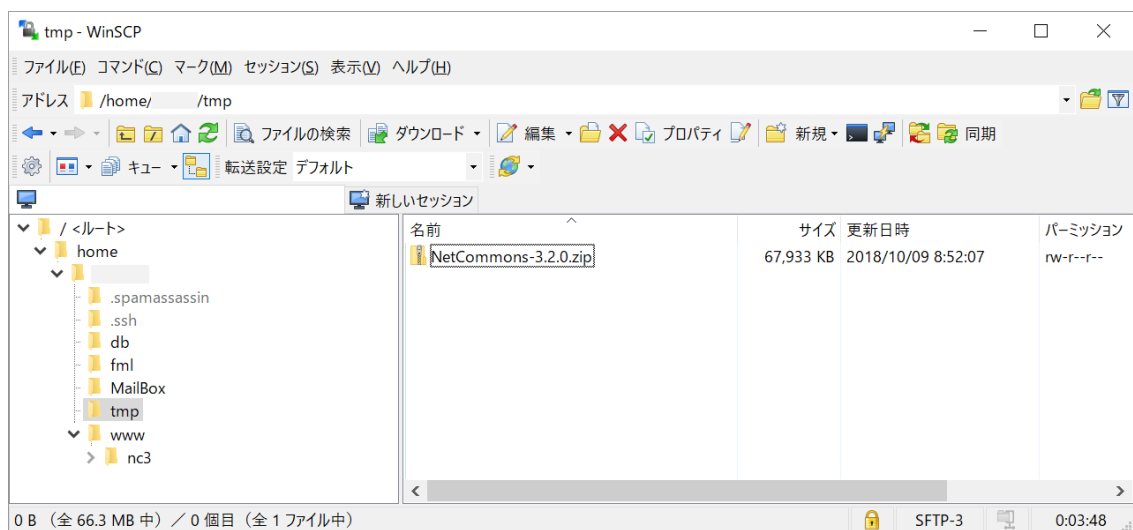 tmp - WinSCP
ファイル(F) コマンド(C) マーク(M) セッション(S) 表示(V) ヘルプ(H)
アドレス /home/ /tmp
ファイルの検索 ダウンロード 編集 プロパティ 新規 同期
キュー 転送設定 デフォルト
新しいセッション
/ <ルート>
home
.spamassassin
.ssh
db
fml
MailBox
tmp
www
nc3
名前 サイズ 更新日時 パーミッション
NetCommons-3.2.0.zip 67,933 KB 2018/10/09 8:52:07 rw-r--r--
0 B (全 66.3 MB 中) / 0 個目 (全 1 ファイル中) SFTP-3 0:03:48